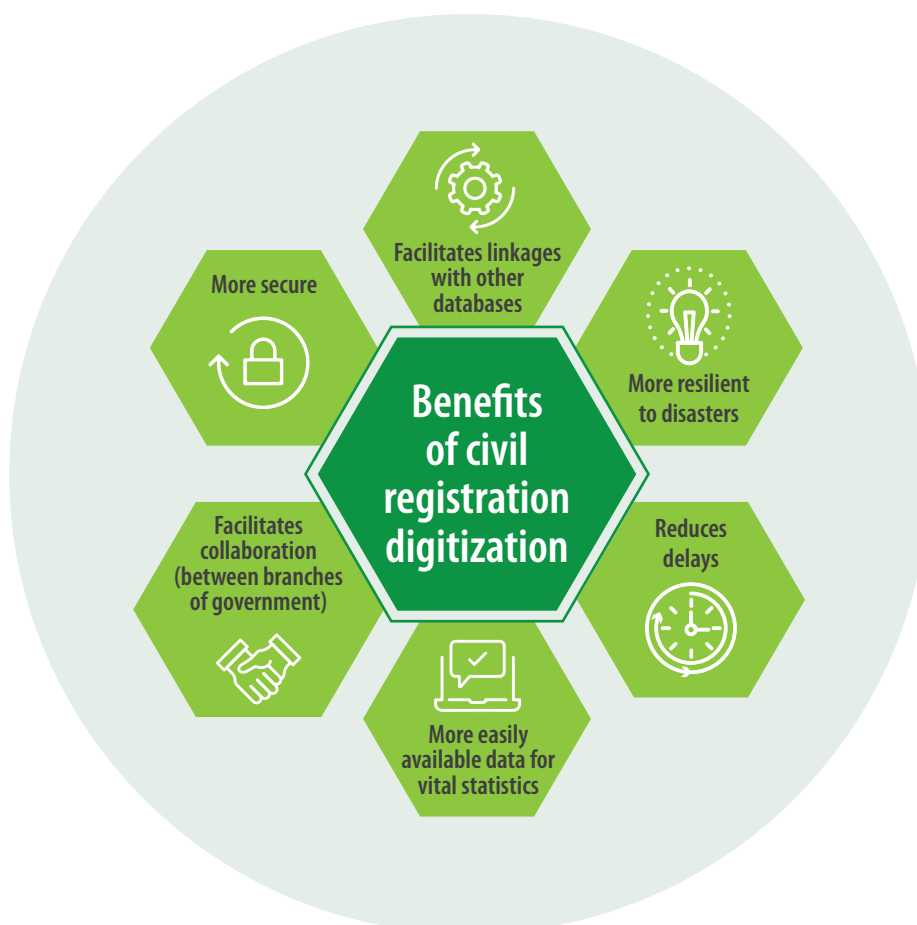 Facilitates linkages
with other
databases
More secure
More resilient
to disasters
Benefits
of civil
registration
digitization
Facilitates
collaboration
(between branches
of government)
Reduces
delays
More easily
available data for
vital statistics